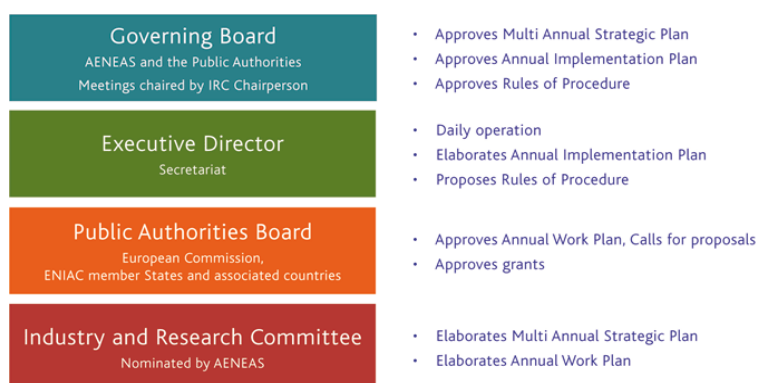 Governing Board
AENEAS and the Public Authorities
Meetings chaired by IRC Chairperson
• Approves Multi Annual Strategic Plan
• Approves Annual Implementation Plan
• Approves Rules of Procedure
Executive Director
Secretariat
• Daily operation
• Elaborates Annual Implementation Plan
• Proposes Rules of Procedure
Public Authorities Board
European Commission,
ENIAC member States and associated countries
• Approves Annual Work Plan, Calls for proposals
• Approves grants
Industry and Research Committee
Nominated by AENEAS
• Elaborates Multi Annual Strategic Plan
• Elaborates Annual Work Plan